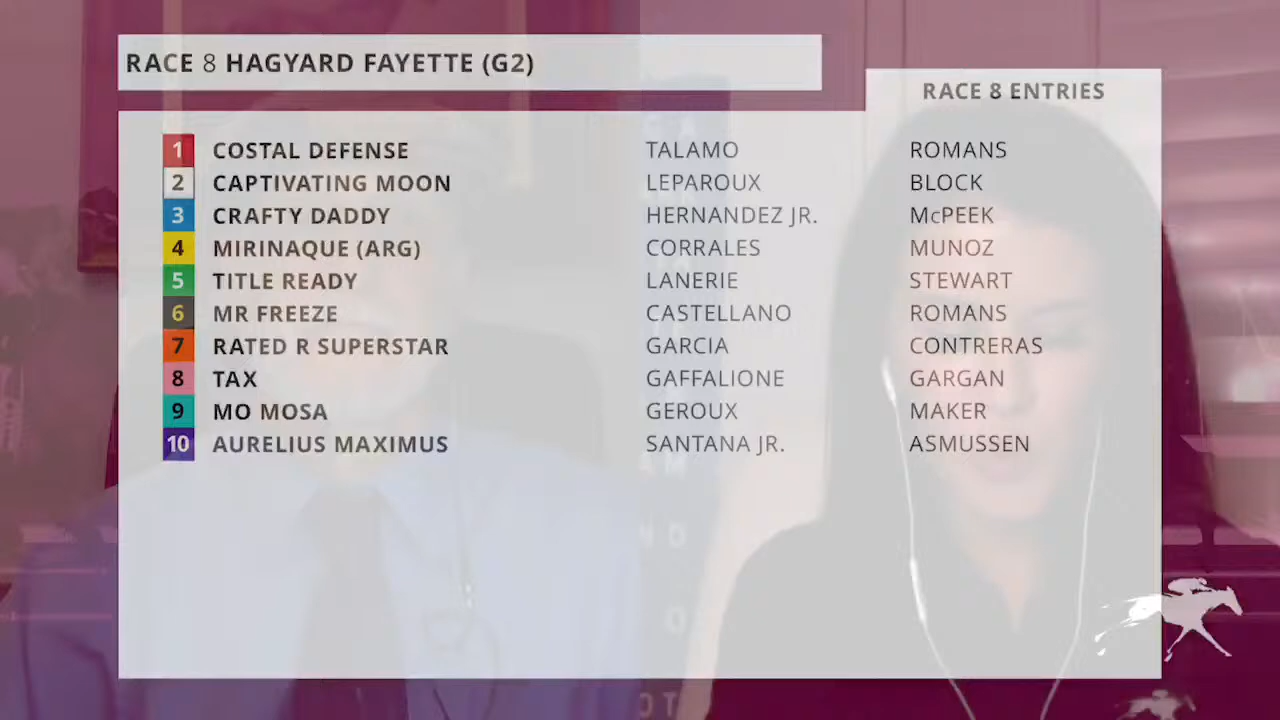 RACE 8 HAGYARD FAYETTE (G2)
RACE 8 ENTRIES
1 COSTAL DEFENSE TALAMO ROMANS
2 CAPTIVATING MOON LEPAROUX BLOCK
3 CRAFTY DADDY HERNANDEZ JR. McPEEK
4 MIRINAQUE (ARG) CORRALES MUNOZ
5 TITLE READY LANERIE STEWART
6 MR FREEZE CASTELLANO ROMANS
7 RATED R SUPERSTAR GARCIA CONTRERAS
8 TAX GAFFALIONE GARGAN
9 MO MOSA GEROUX MAKER
10 AURELIUS MAXIMUS SANTANA JR. ASMUSSEN